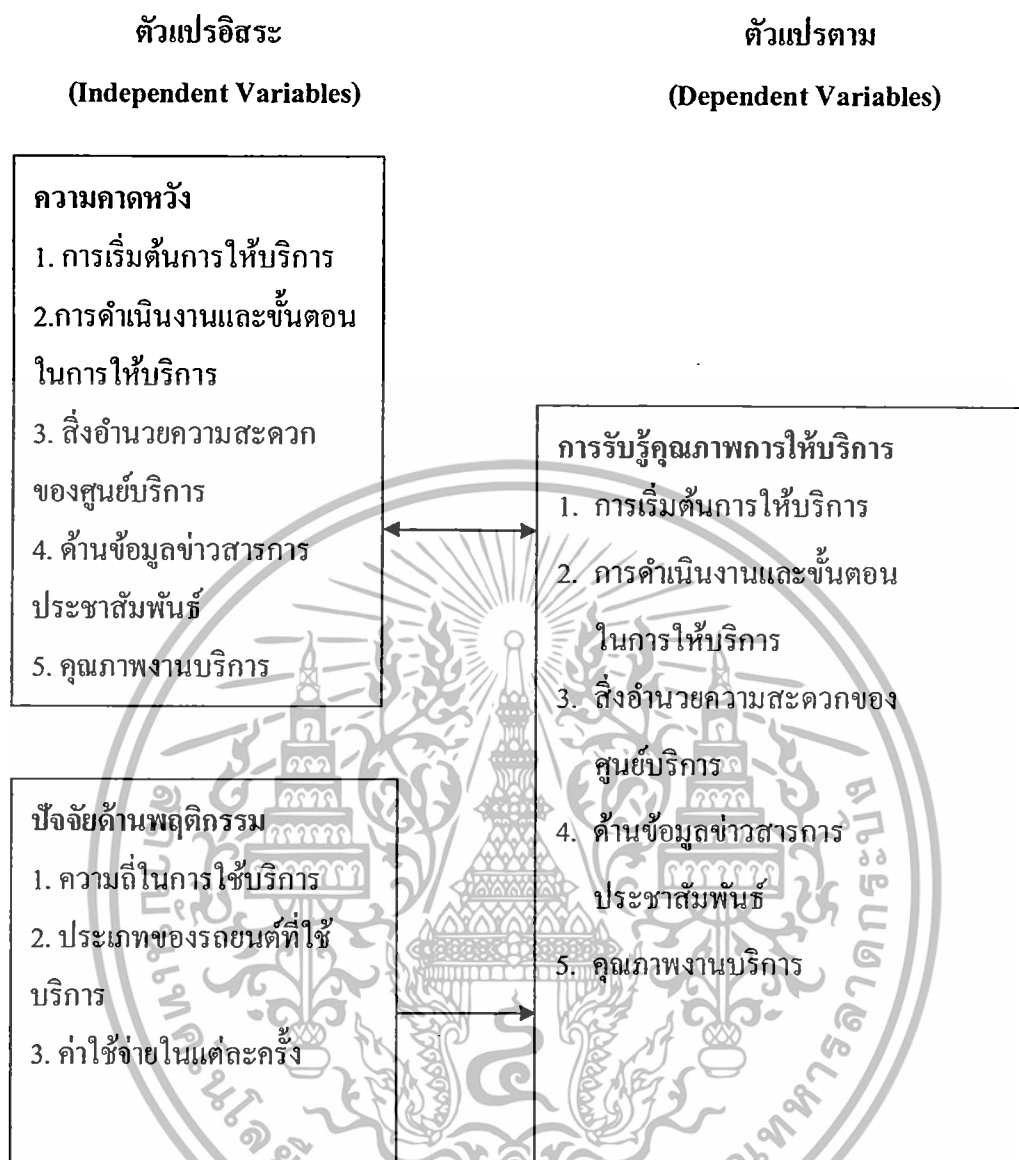 ตัวแปรอิสระ
(Independent Variables)
ตัวแปรตาม
(Dependent Variables)
ความคาดหวัง
1. การเริ่มต้นการให้บริการ
2.การดำเนินงานและขั้นตอน
ในการให้บริการ
3. สิ่งอำนวยความสะดวก
ของศูนย์บริการ
4. ด้านข้อมูลข่าวสารการ
ประชาสัมพันธ์
5. คุณภาพงานบริการ
ปัจจัยด้านพฤติกรรม
1. ความถี่ในการใช้บริการ
2. ประเภทของรถยนต์ที่ใช้
บริการ
3. ค่าใช้จ่ายในแต่ละครั้ง
การรับรู้คุณภาพการให้บริการ
1. การเริ่มต้นการให้บริการ
2. การดำเนินงานและขั้นตอน
ในการให้บริการ
3. สิ่งอำนวยความสะดวกของ
ศูนย์บริการ
4. ด้านข้อมูลข่าวสารการ
ประชาสัมพันธ์
5. คุณภาพงานบริการ